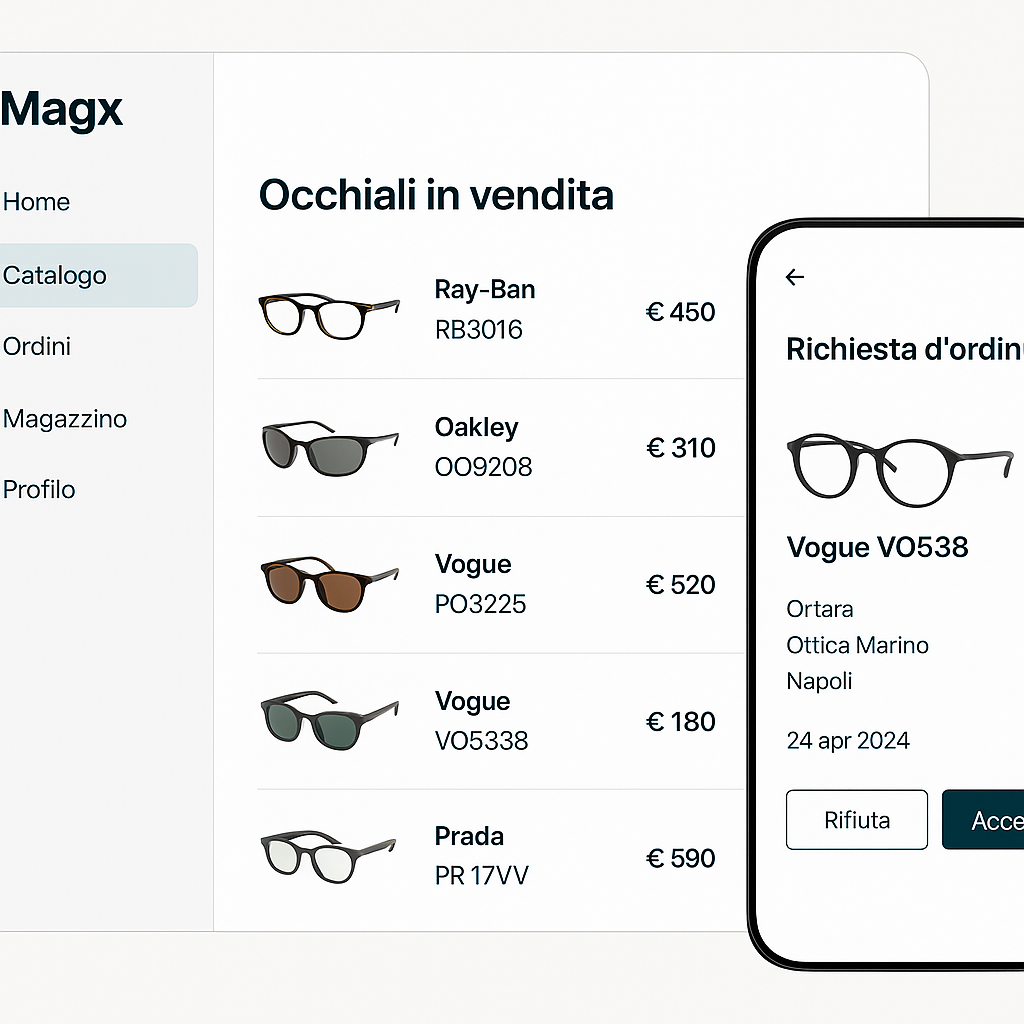 Magx
Home
Catalogo
Ordini
Magazzino
Profilo
Occhiali in vendita
Ray-Ban
RB3016
€ 450
Oakley
OO9208
€ 310
Vogue
PO3225
€ 520
Vogue
VO5338
€ 180
Prada
PR 17VV
€ 590
←
Richiesta d'ordin
Vogue VO538
Ortara
Ottica Marino
Napoli
24 apr 2024
Rifiuta
Acce